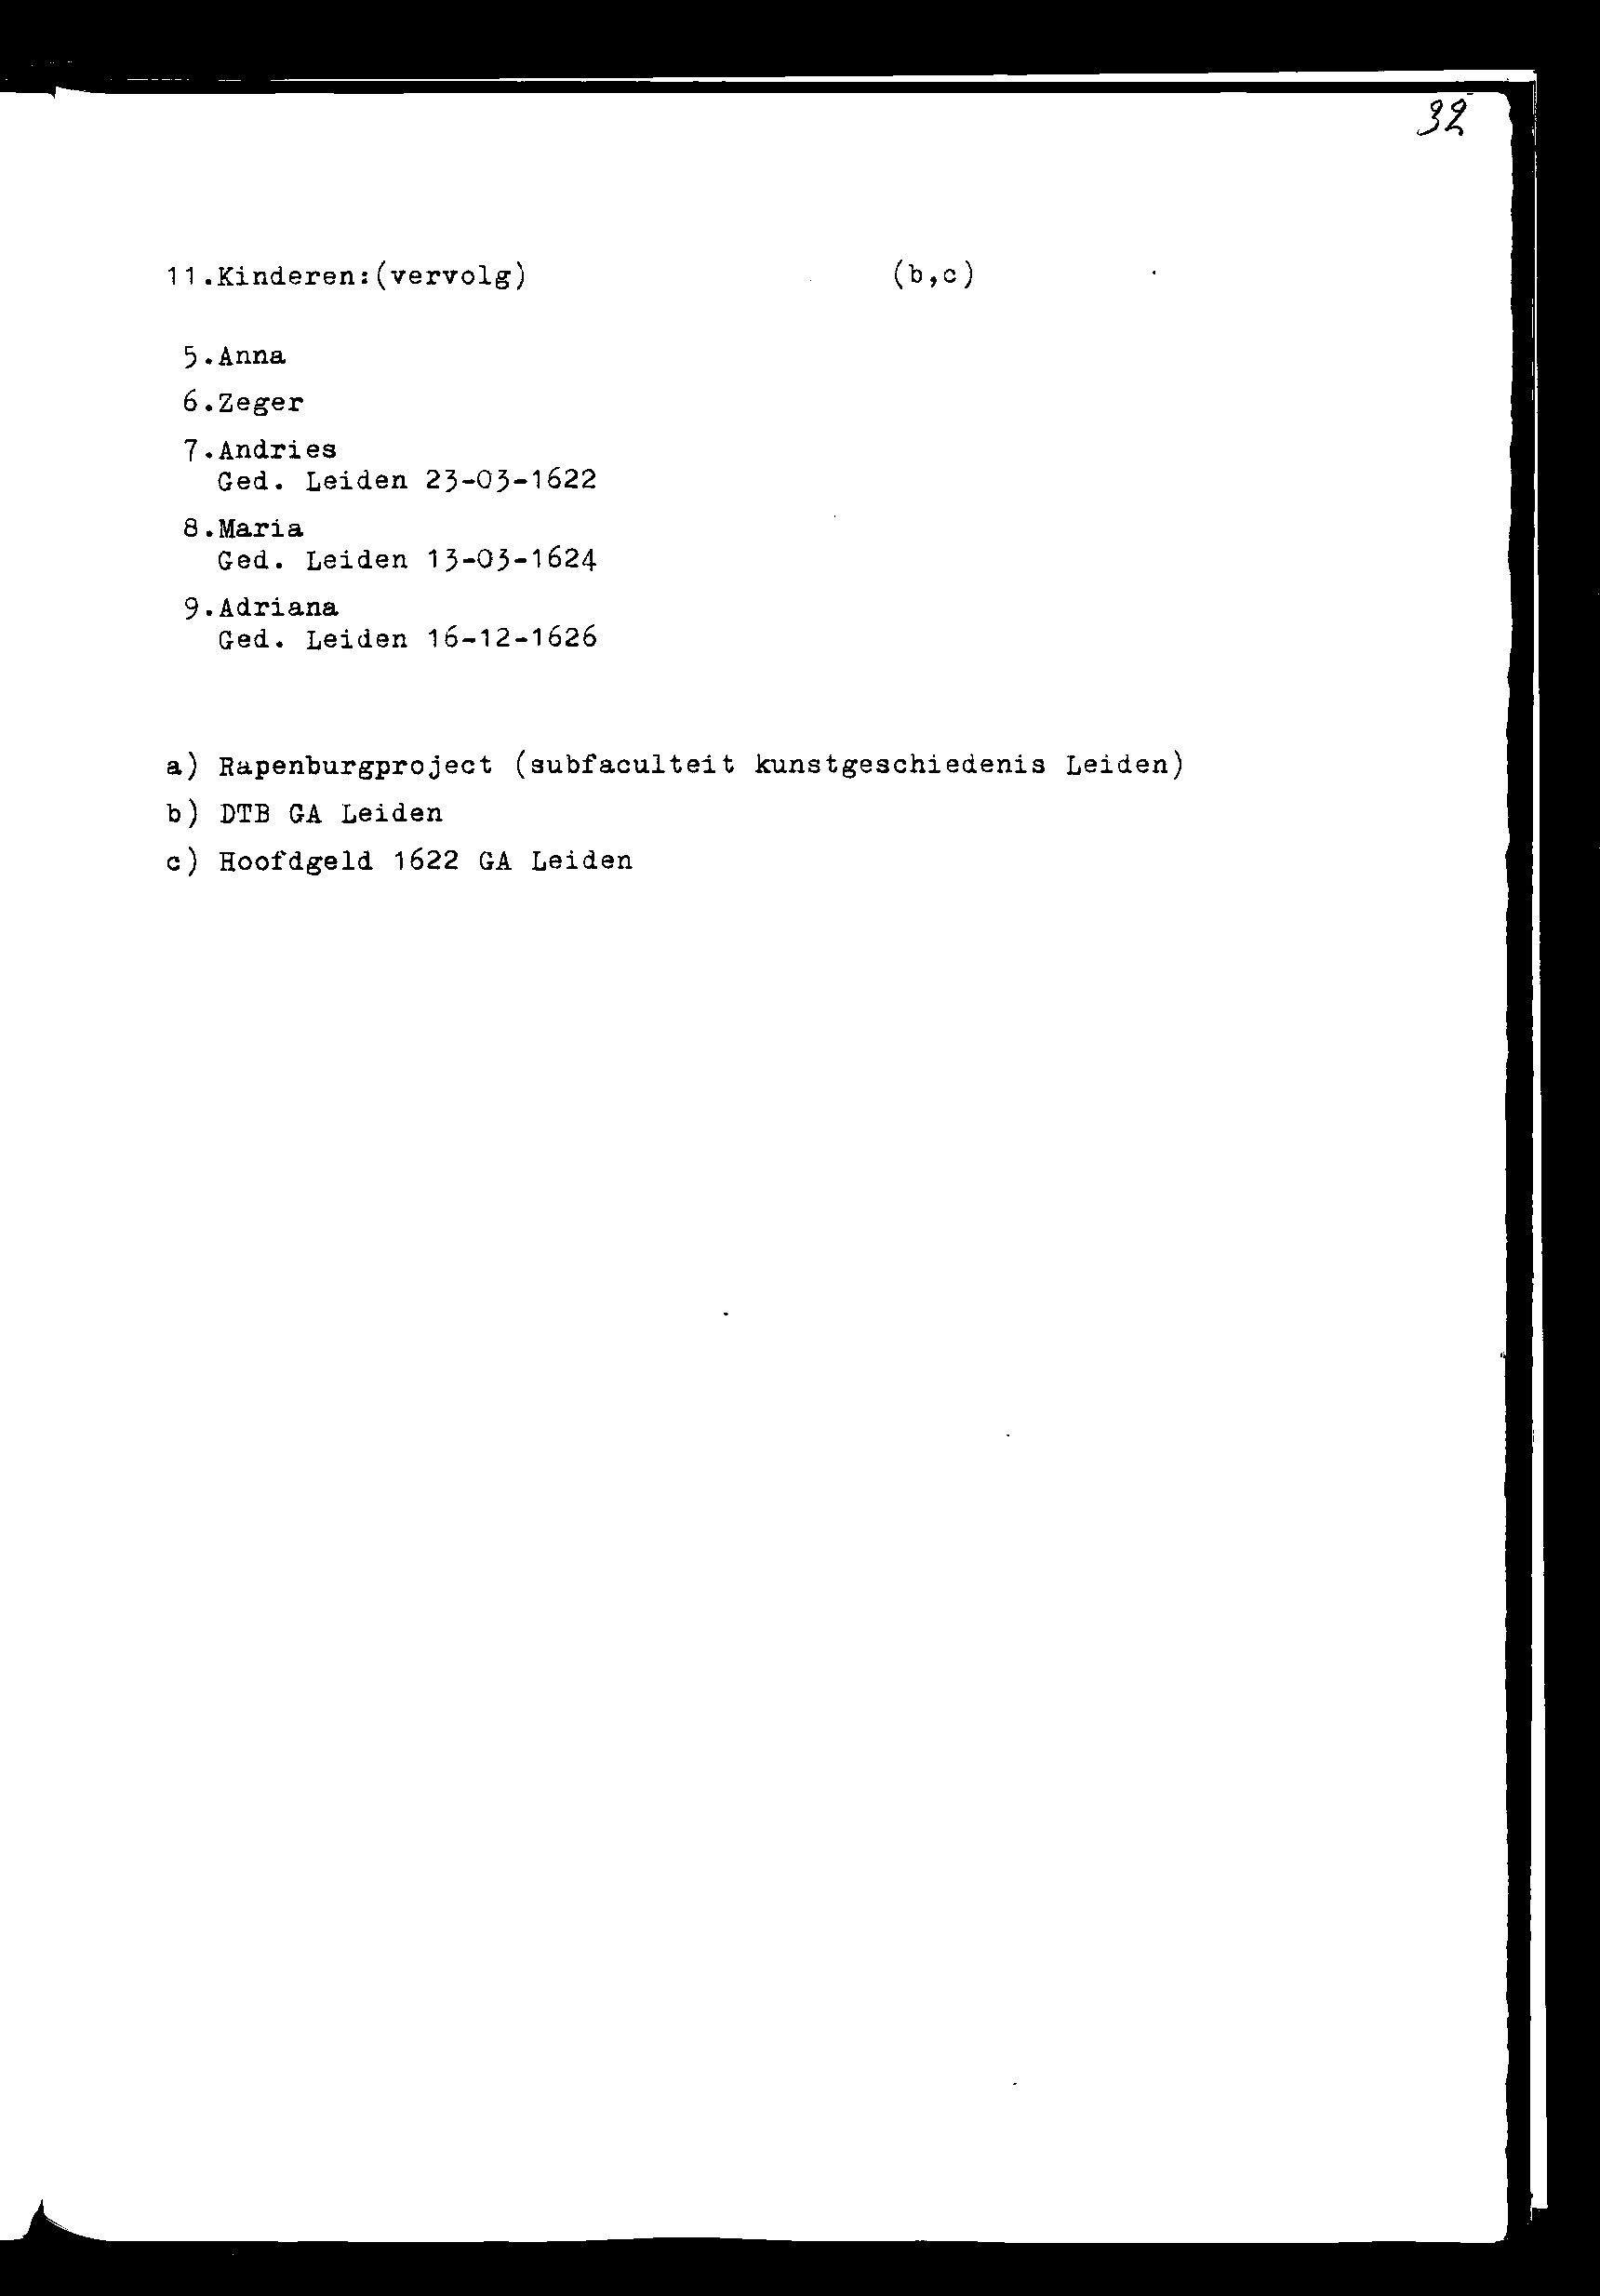 32
11.Kinderen:(vervolg) (b,c)
5.Anna
6.Zeger
7.Andries
Ged. Leiden 23-03-1622
8.Maria
Ged. Leiden 13-03-1624
9.Adriana
Ged. Leiden 16-12-1626
a) Rapenburgproject (subfaculteit kunstgeschiedenis Leiden)
b) DTB GA Leiden
c) Hoofdgeld 1622 GA Leiden